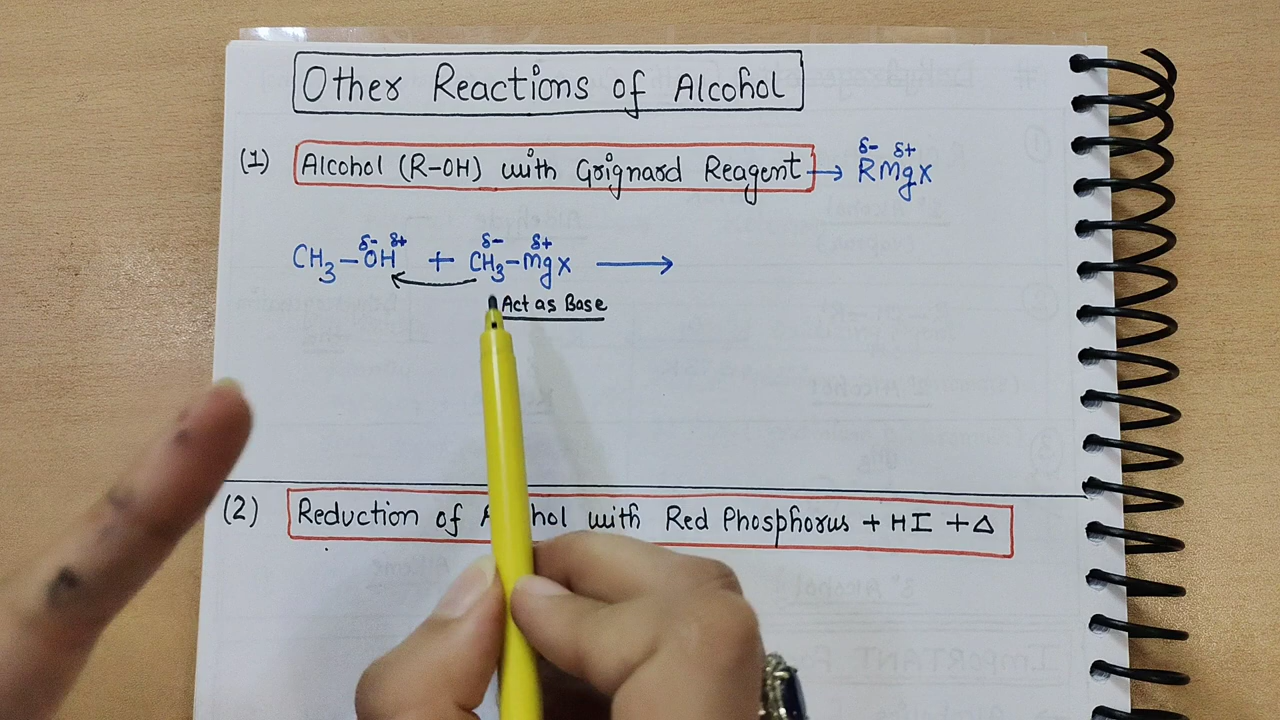 Other Reactions of Alcohol
(1) Alcohol (R-OH) with Grignard Reagent → RMgX
δ- δ+
CH3-OH + CH3-MgX →
δ- δ+ δ- δ+
Act as Base
(2) Reduction of with Red Phosphorus + HI + Δ